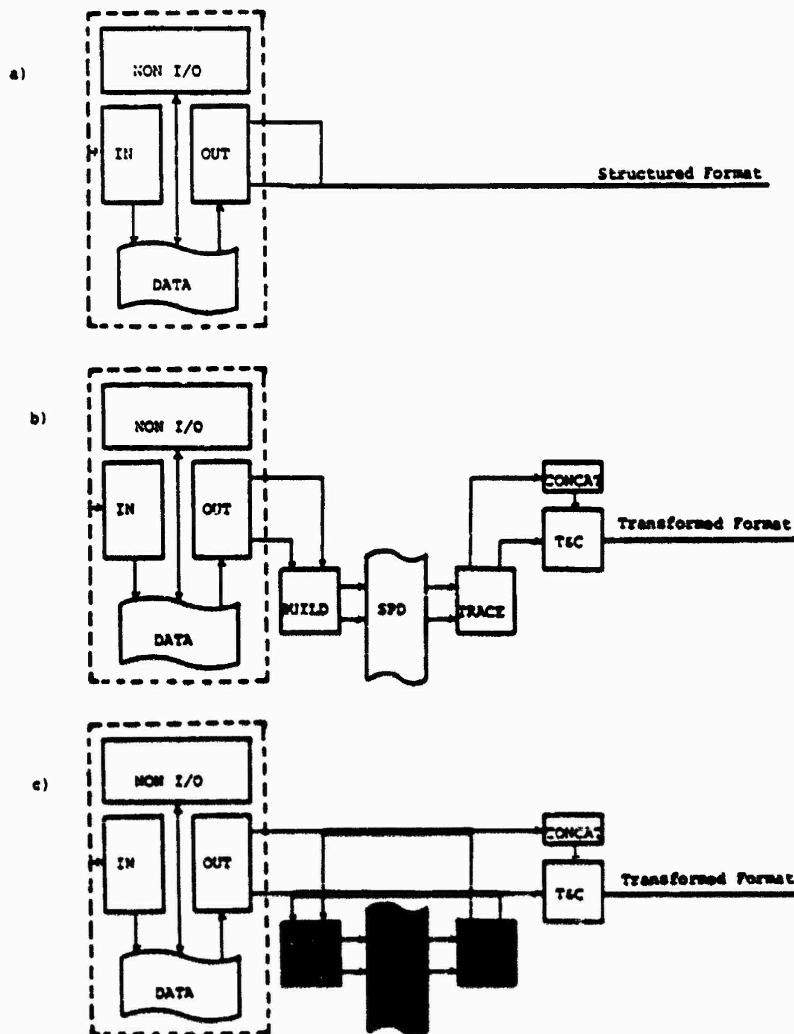 a)
NON I/O
IN
OUT
Structured Format
DATA
b)
NON I/O
CONCAT
IN
OUT
Transformed Format
T&C
BUILD
SPD
TRACE
DATA
c)
NON I/O
CONCAT
IN
OUT
Transformed Format
T&C
DATA